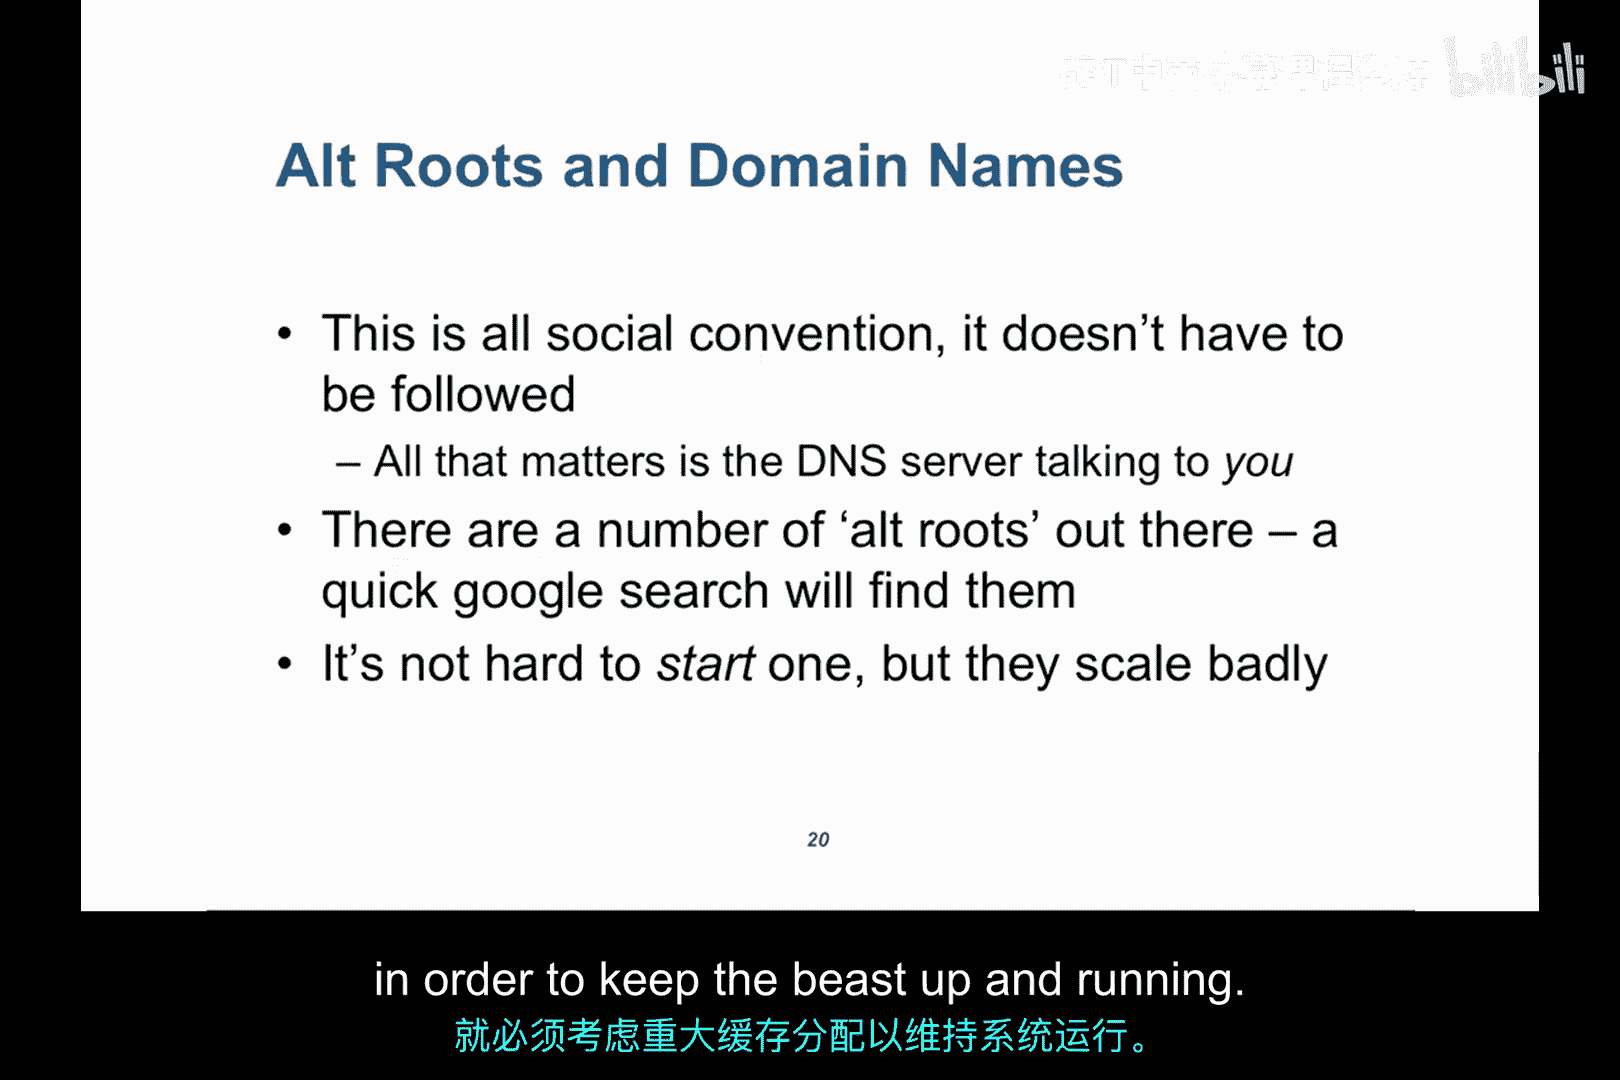 bilibili
Alt Roots and Domain Names
• This is all social convention, it doesn’t have to
be followed
– All that matters is the DNS server talking to you
• There are a number of ‘alt roots’ out there – a
quick google search will find them
• It’s not hard to start one, but they scale badly
20
in order to keep the beast up and running.
就必须考虑重大缓存分配以维持系统运行。